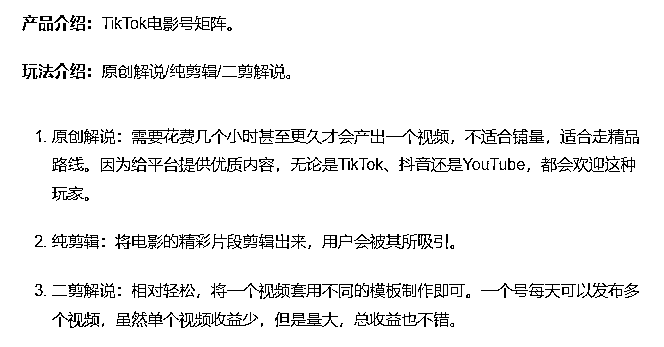 产品介绍：TikTok电影号矩阵。
玩法介绍：原创解说/纯剪辑/二剪解说。
1. 原创解说：需要花费几个小时甚至更久才会产出一个视频，不适合铺量，适合走精品
路线。因为给平台提供优质内容，无论是TikTok、抖音还是YouTube，都会欢迎这种
玩家。
2. 纯剪辑：将电影的精彩片段剪辑出来，用户会被其所吸引。
3. 二剪解说：相对轻松，将一个视频套用不同的模板制作即可。一个号每天可以发布多
个视频，虽然单个视频收益少，但是量大，总收益也不错。